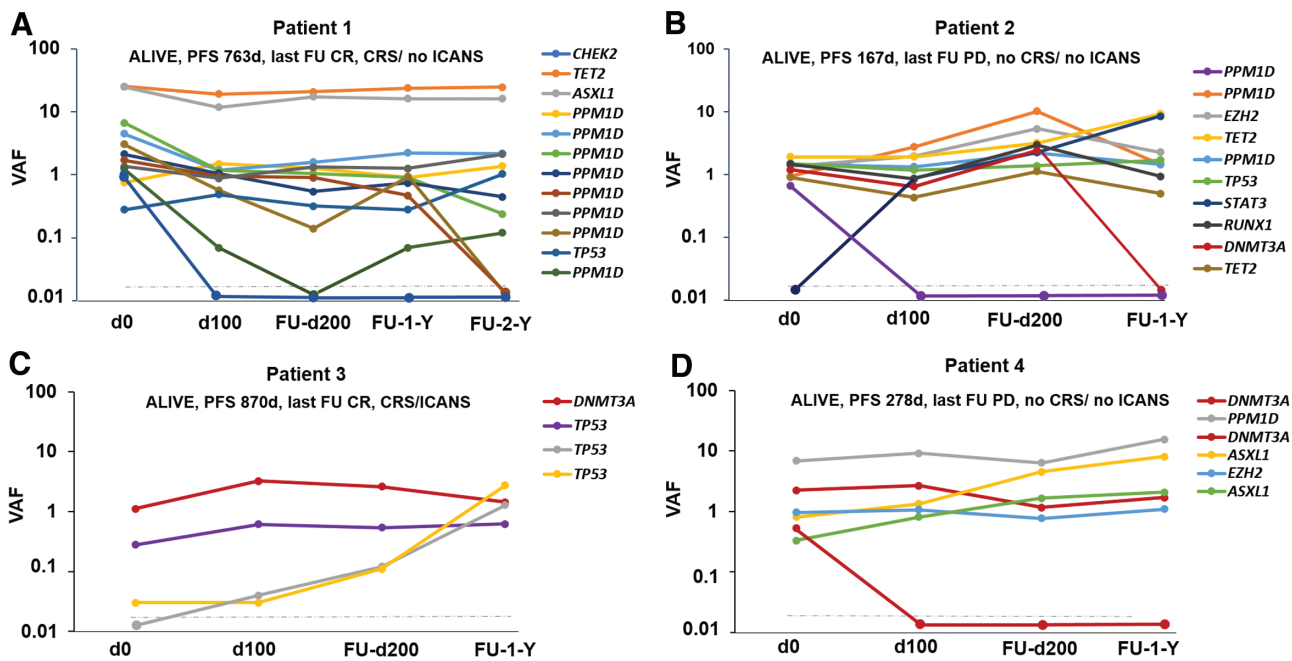 A
Patient 1
ALIVE, PFS 763d, last FU CR, CRS/ no ICANS
VAF
100
10
1
0.1
0.01
d0
d100
FU-d200
FU-1-Y
FU-2-Y
CHEK2
TET2
ASXL1
PPM1D
PPM1D
PPM1D
PPM1D
PPM1D
PPM1D
PPM1D
TP53
PPM1D
B
Patient 2
ALIVE, PFS 167d, last FU PD, no CRS/ no ICANS
VAF
100
10
1
0.1
0.01
d0
d100
FU-d200
FU-1-Y
PPM1D
PPM1D
EZH2
TET2
PPM1D
TP53
STAT3
RUNX1
DNMT3A
TET2
C
Patient 3
ALIVE, PFS 870d, last FU CR, CRS/ICANS
VAF
100
10
1
0.1
0.01
d0
d100
FU-d200
FU-1-Y
DNMT3A
TP53
TP53
TP53
D
Patient 4
ALIVE, PFS 278d, last FU PD, no CRS/ no ICANS
VAF
100
10
1
0.1
0.01
d0
d100
FU-d200
FU-1-Y
DNMT3A
PPM1D
DNMT3A
ASXL1
EZH2
ASXL1